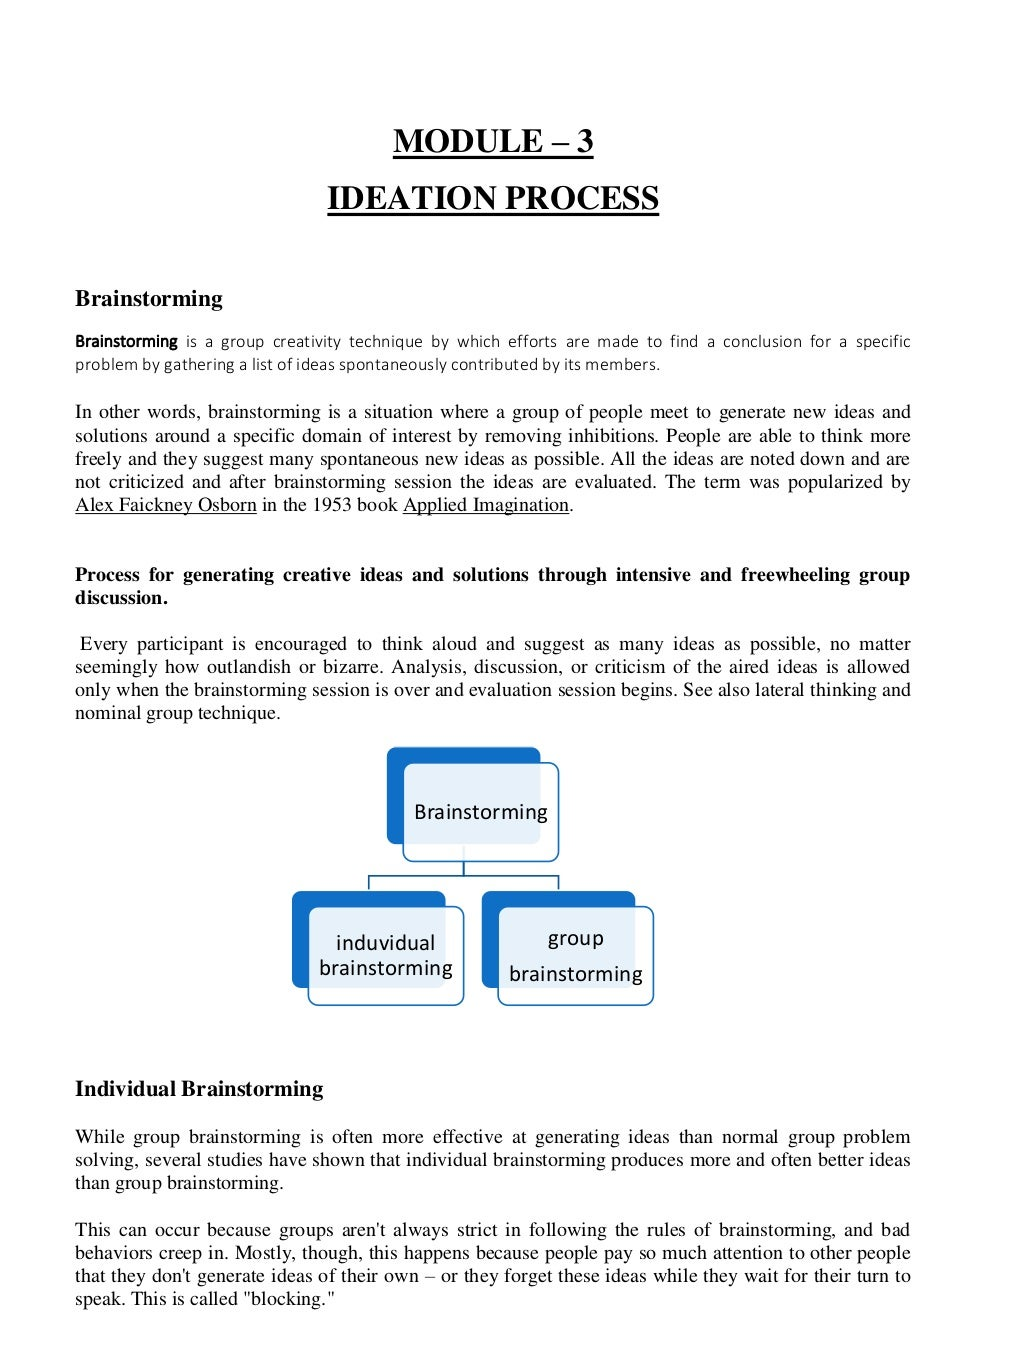 MODULE – 3
IDEATION PROCESS
Brainstorming
Brainstorming is a group creativity technique by which efforts are made to find a conclusion for a specific
problem by gathering a list of ideas spontaneously contributed by its members.
In other words, brainstorming is a situation where a group of people meet to generate new ideas and
solutions around a specific domain of interest by removing inhibitions. People are able to think more
freely and they suggest many spontaneous new ideas as possible. All the ideas are noted down and are
not criticized and after brainstorming session the ideas are evaluated. The term was popularized by
Alex Faickney Osborn in the 1953 book Applied Imagination.
Process for generating creative ideas and solutions through intensive and freewheeling group
discussion.
Every participant is encouraged to think aloud and suggest as many ideas as possible, no matter
seemingly how outlandish or bizarre. Analysis, discussion, or criticism of the aired ideas is allowed
only when the brainstorming session is over and evaluation session begins. See also lateral thinking and
nominal group technique.
Brainstorming
induvidual
brainstorming
group
brainstorming
Individual Brainstorming
While group brainstorming is often more effective at generating ideas than normal group problem
solving, several studies have shown that individual brainstorming produces more and often better ideas
than group brainstorming.
This can occur because groups aren't always strict in following the rules of brainstorming, and bad
behaviors creep in. Mostly, though, this happens because people pay so much attention to other people
that they don't generate ideas of their own – or they forget these ideas while they wait for their turn to
speak. This is called "blocking."